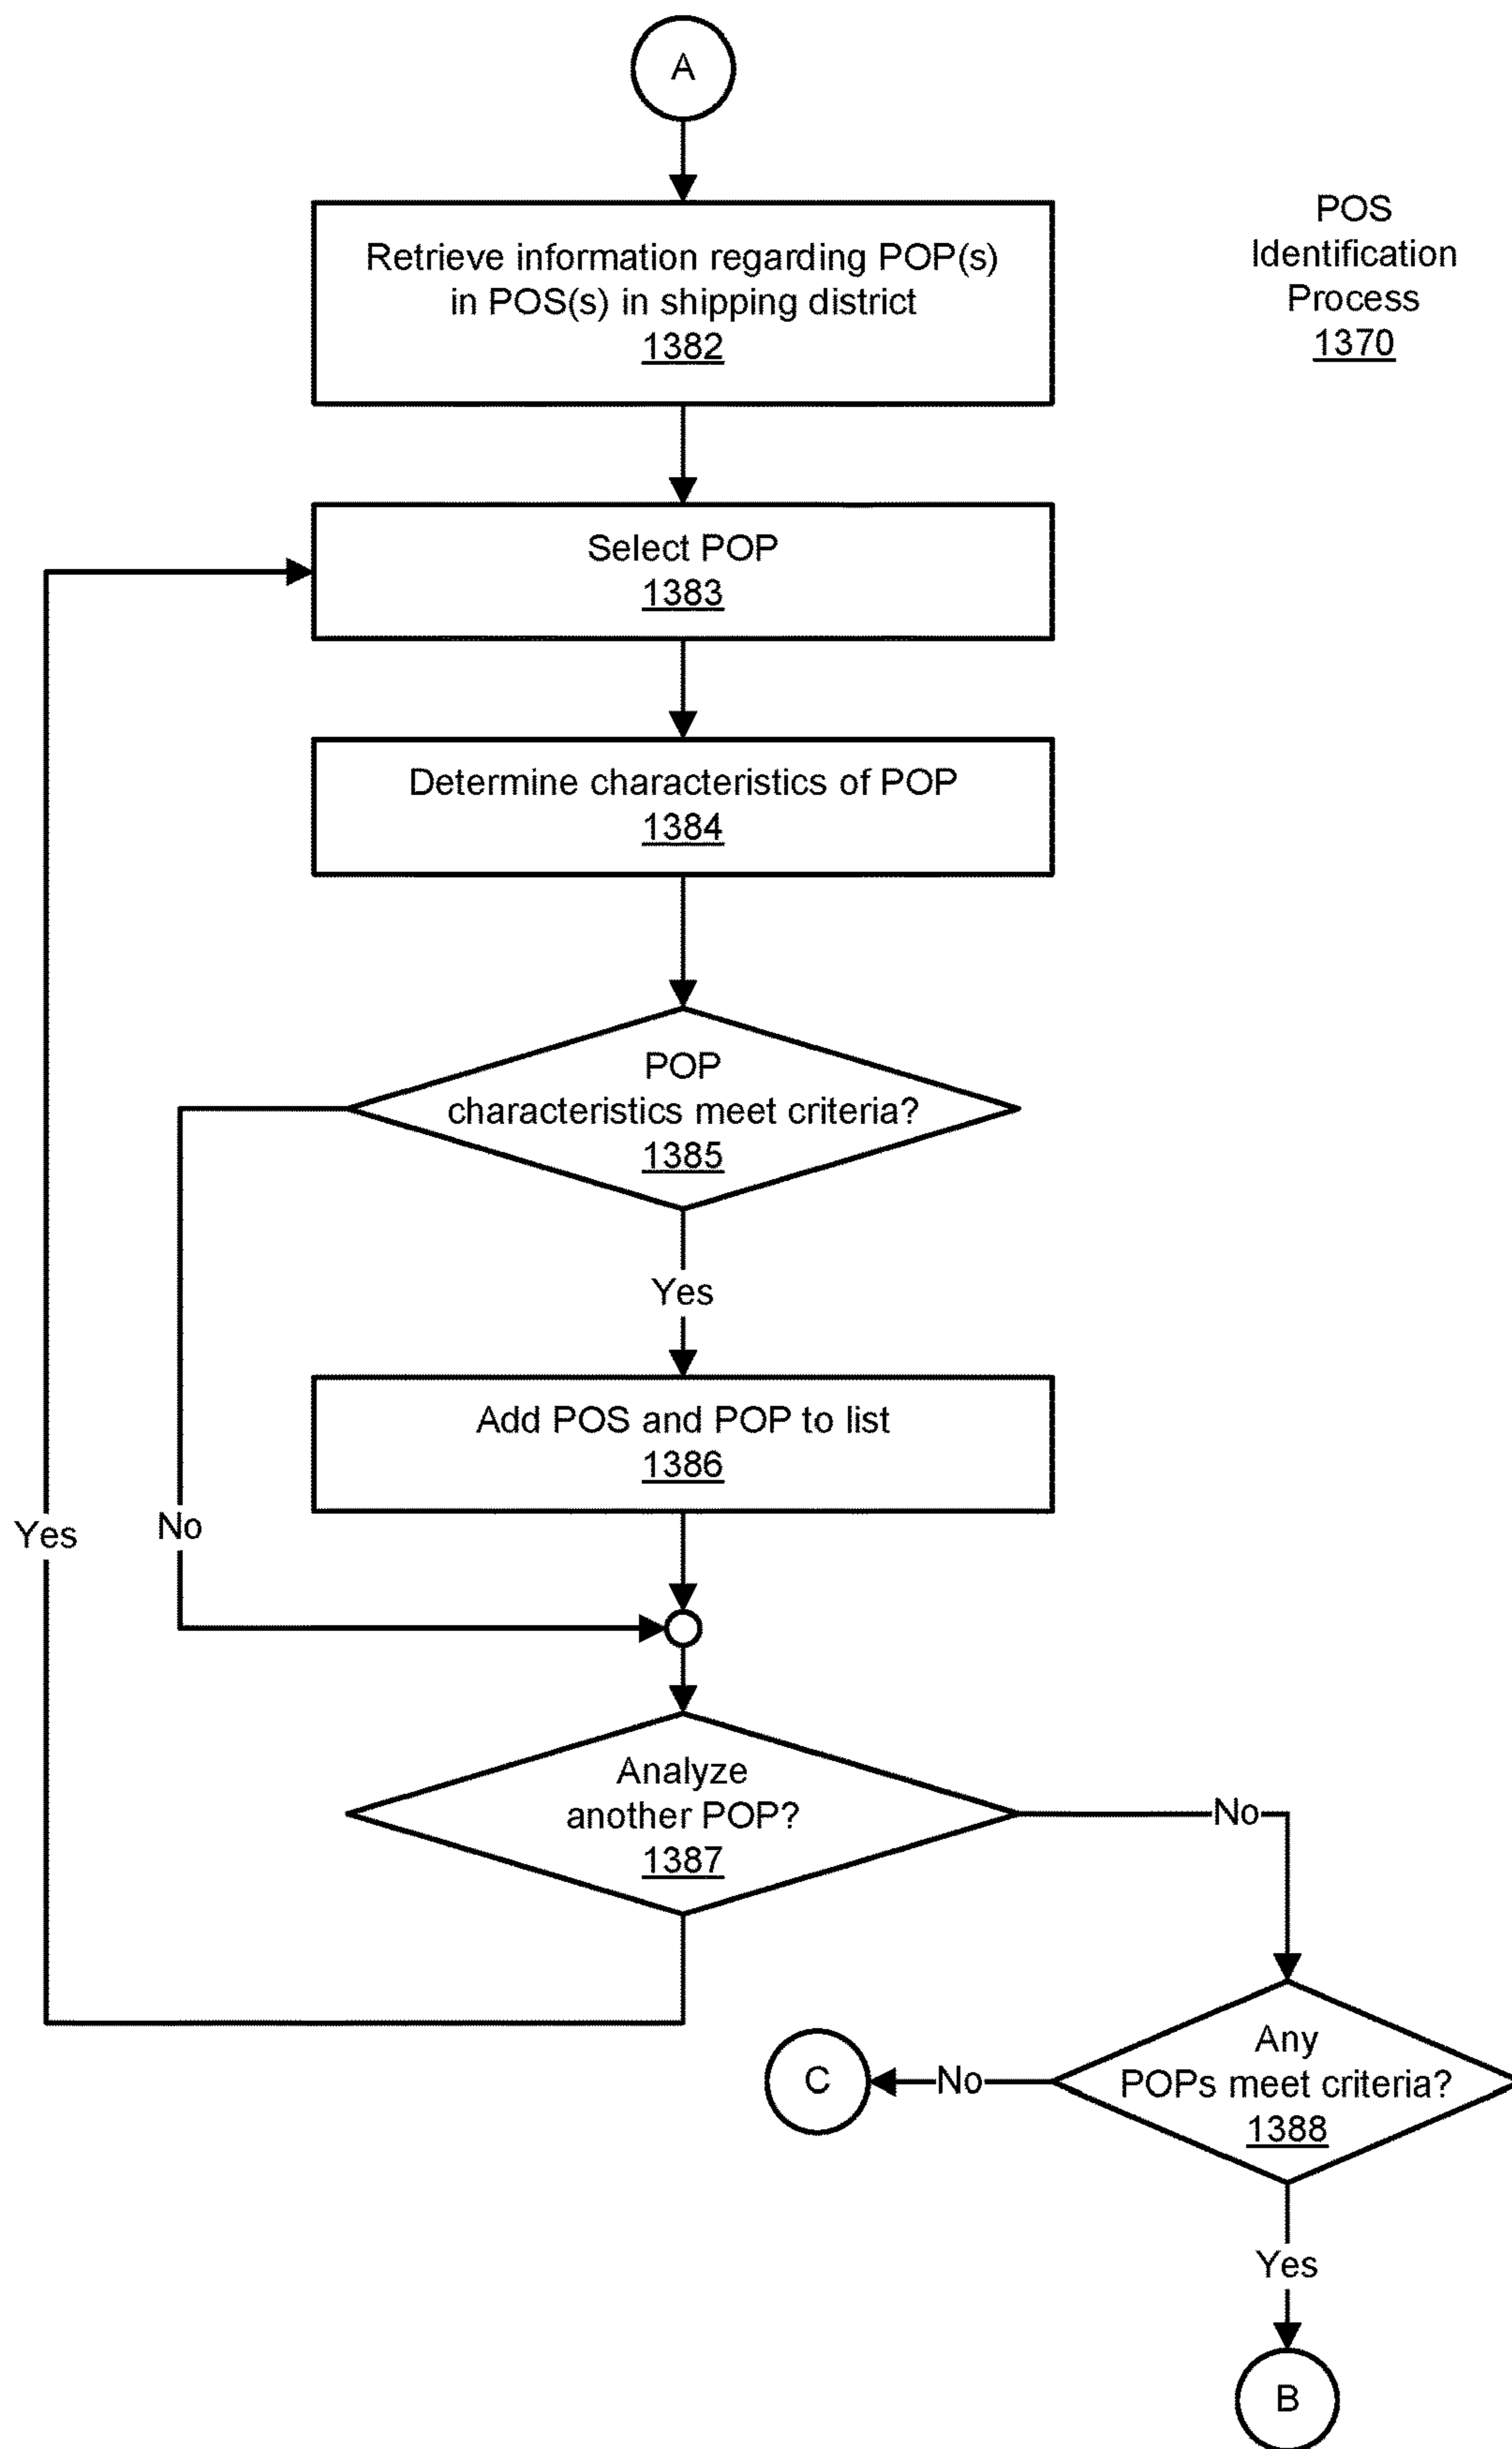 A
POS
Identification
Process
1370
Retrieve information regarding POP(s)
in POS(s) in shipping district
1382
Select POP
1383
Determine characteristics of POP
1384
POP
characteristics meet criteria?
1385
Yes
Add POS and POP to list
1386
Yes
No
Analyze
another POP?
1387
No
Any
POPs meet criteria?
1388
No
C
Yes
B